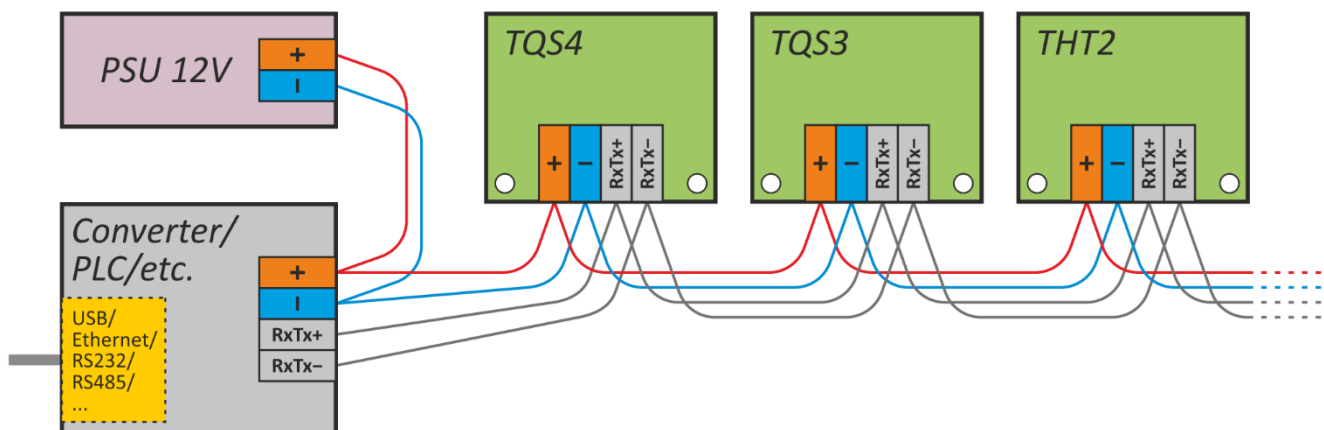 PSU 12V
+
–
TQS4
+
–
RxTx+
RxTx–
TQS3
+
–
RxTx+
RxTx–
THT2
+
–
RxTx+
RxTx–
Converter/
PLC/etc.
+
–
RxTx+
RxTx–
USB/
Ethernet/
RS232/
RS485/
...